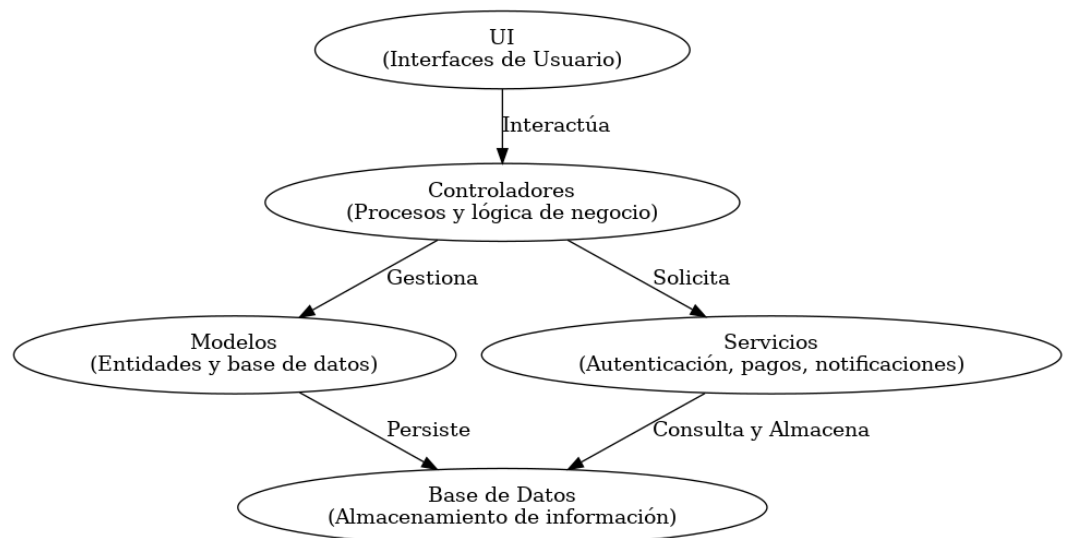 UI
(Interfaces de Usuario)
Interactúa
Controladores
(Procesos y lógica de negocio)
Gestiona
Solicita
Modelos
(Entidades y base de datos)
Servicios
(Autenticación, pagos, notificaciones)
Persiste
Consulta y Almacena
Base de Datos
(Almacenamiento de información)